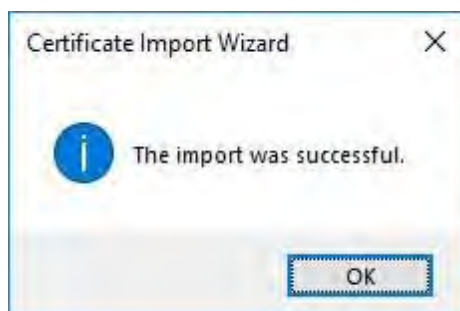 Certificate Import Wizard
The import was successful.
OK